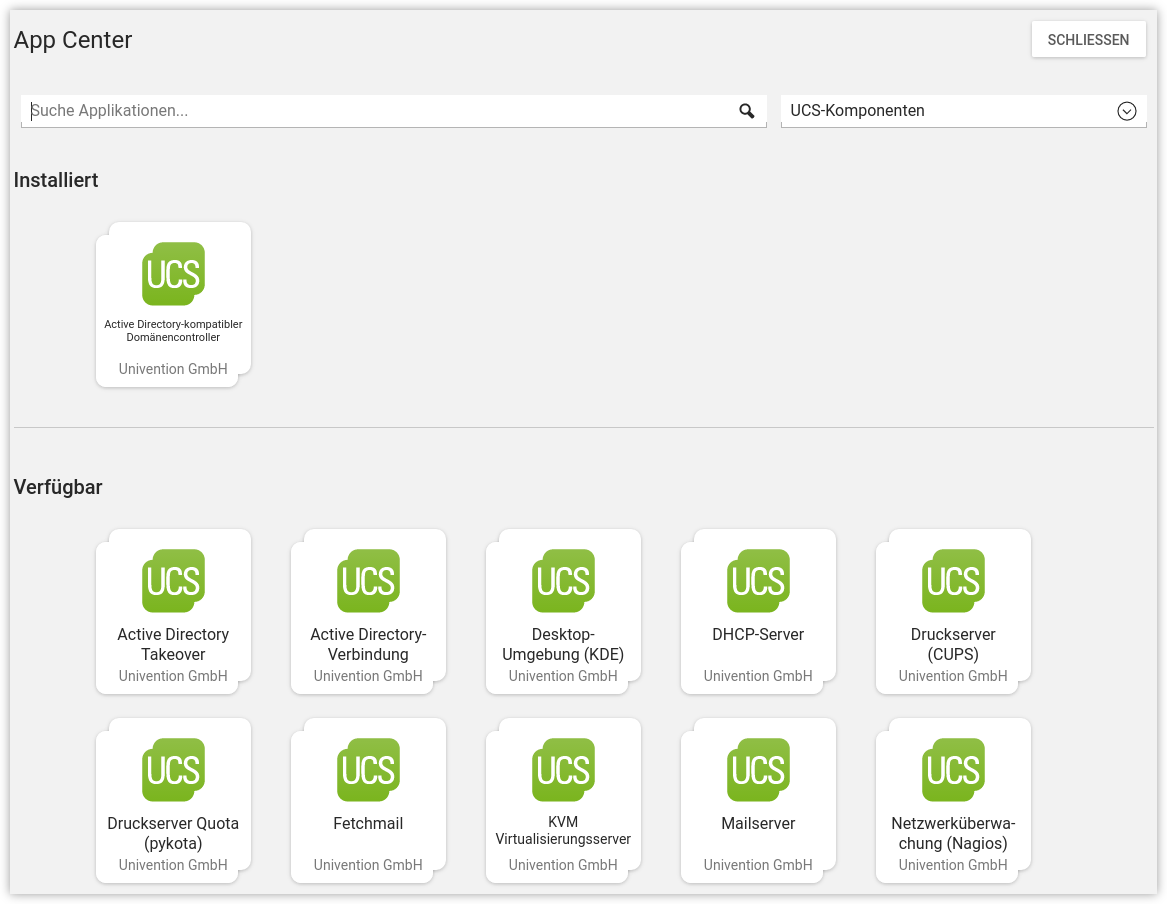 App Center
SCHLIESSEN
Suche Applikationen...
UCS-Komponenten
Installiert
UCS
Active Directory-kompatibler
Domänencontroller
Univention GmbH
Verfügbar
UCS
Active Directory
Takeover
Univention GmbH
UCS
Active Directory-
Verbindung
Univention GmbH
UCS
Desktop-
Umgebung (KDE)
Univention GmbH
UCS
DHCP-Server
Univention GmbH
UCS
Druckserver
(CUPS)
Univention GmbH
UCS
Druckserver Quota
(pykota)
Univention GmbH
UCS
Fetchmail
Univention GmbH
UCS
KVM
Virtualisierungsserver
Univention GmbH
UCS
Mailserver
Univention GmbH
UCS
Netzwerküberwa-
chung (Nagios)
Univention GmbH